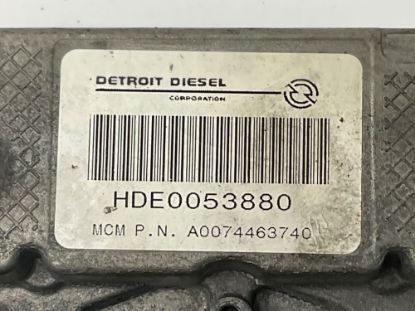 DETROIT DIESEL
CORPORATION
HDE0053880
MCM P.N. A0074463740